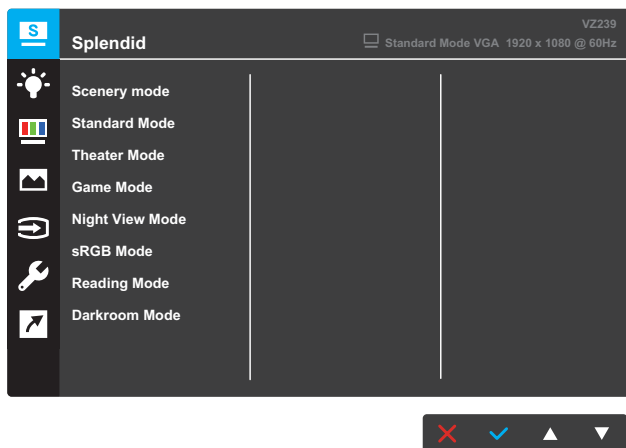 S
VZ239
Splendid
Standard Mode VGA 1920 x 1080 @ 60Hz
Scenery mode
Standard Mode
Theater Mode
Game Mode
Night View Mode
sRGB Mode
Reading Mode
Darkroom Mode